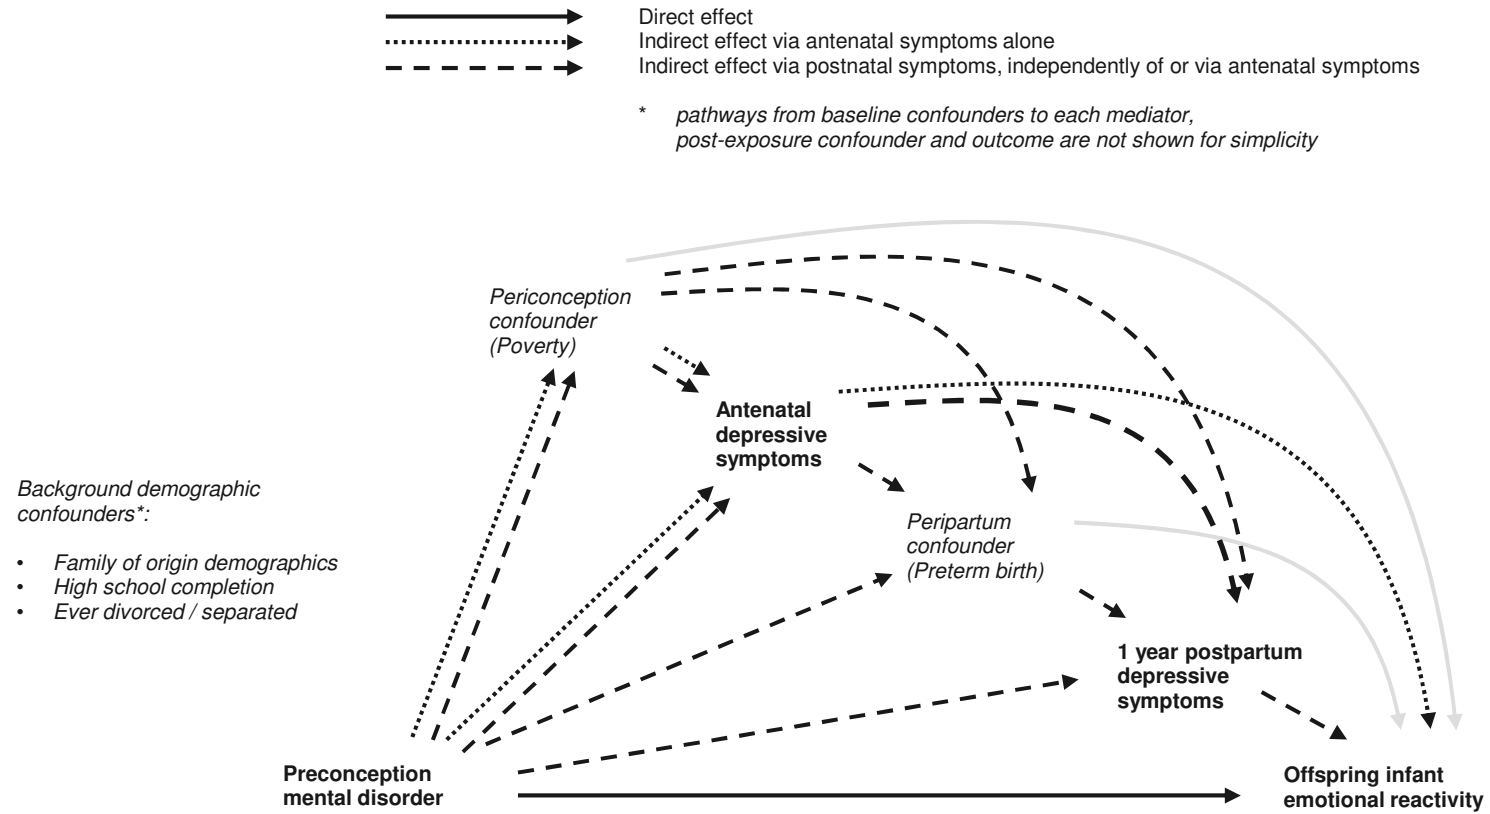 Direct effect
Indirect effect via antenatal symptoms alone
Indirect effect via postnatal symptoms, independently of or via antenatal symptoms
* pathways from baseline confounders to each mediator,
post-exposure confounder and outcome are not shown for simplicity
Periconception
confounder
(Poverty)
Antenatal
depressive
symptoms
Background demographic
confounders*:
• Family of origin demographics
• High school completion
• Ever divorced / separated
Peripartum
confounder
(Preterm birth)
1 year postpartum
depressive
symptoms
Preconception
mental disorder
Offspring infant
emotional reactivity